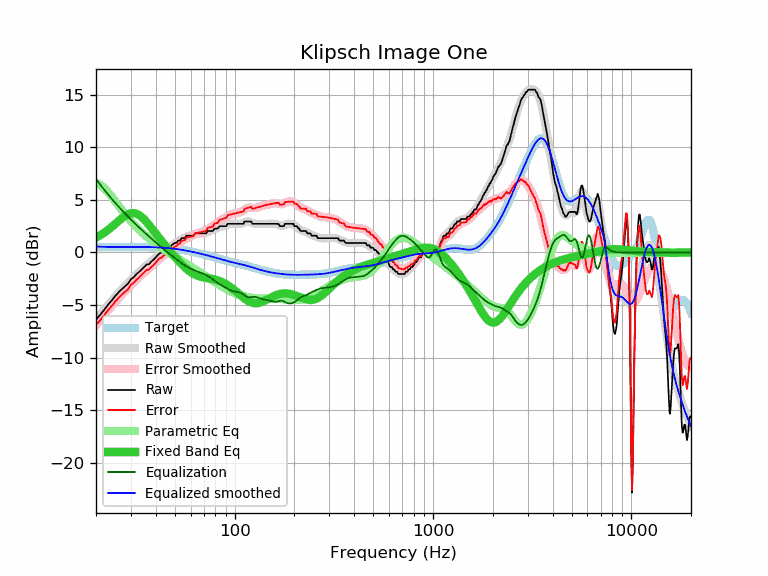 Klipsch Image One
Amplitude (dBr)
15
10
5
0
−5
−10
−15
−20
Target
Raw Smoothed
Error Smoothed
Raw
Error
Parametric Eq
Fixed Band Eq
Equalization
Equalized smoothed
100
1000
10000
Frequency (Hz)